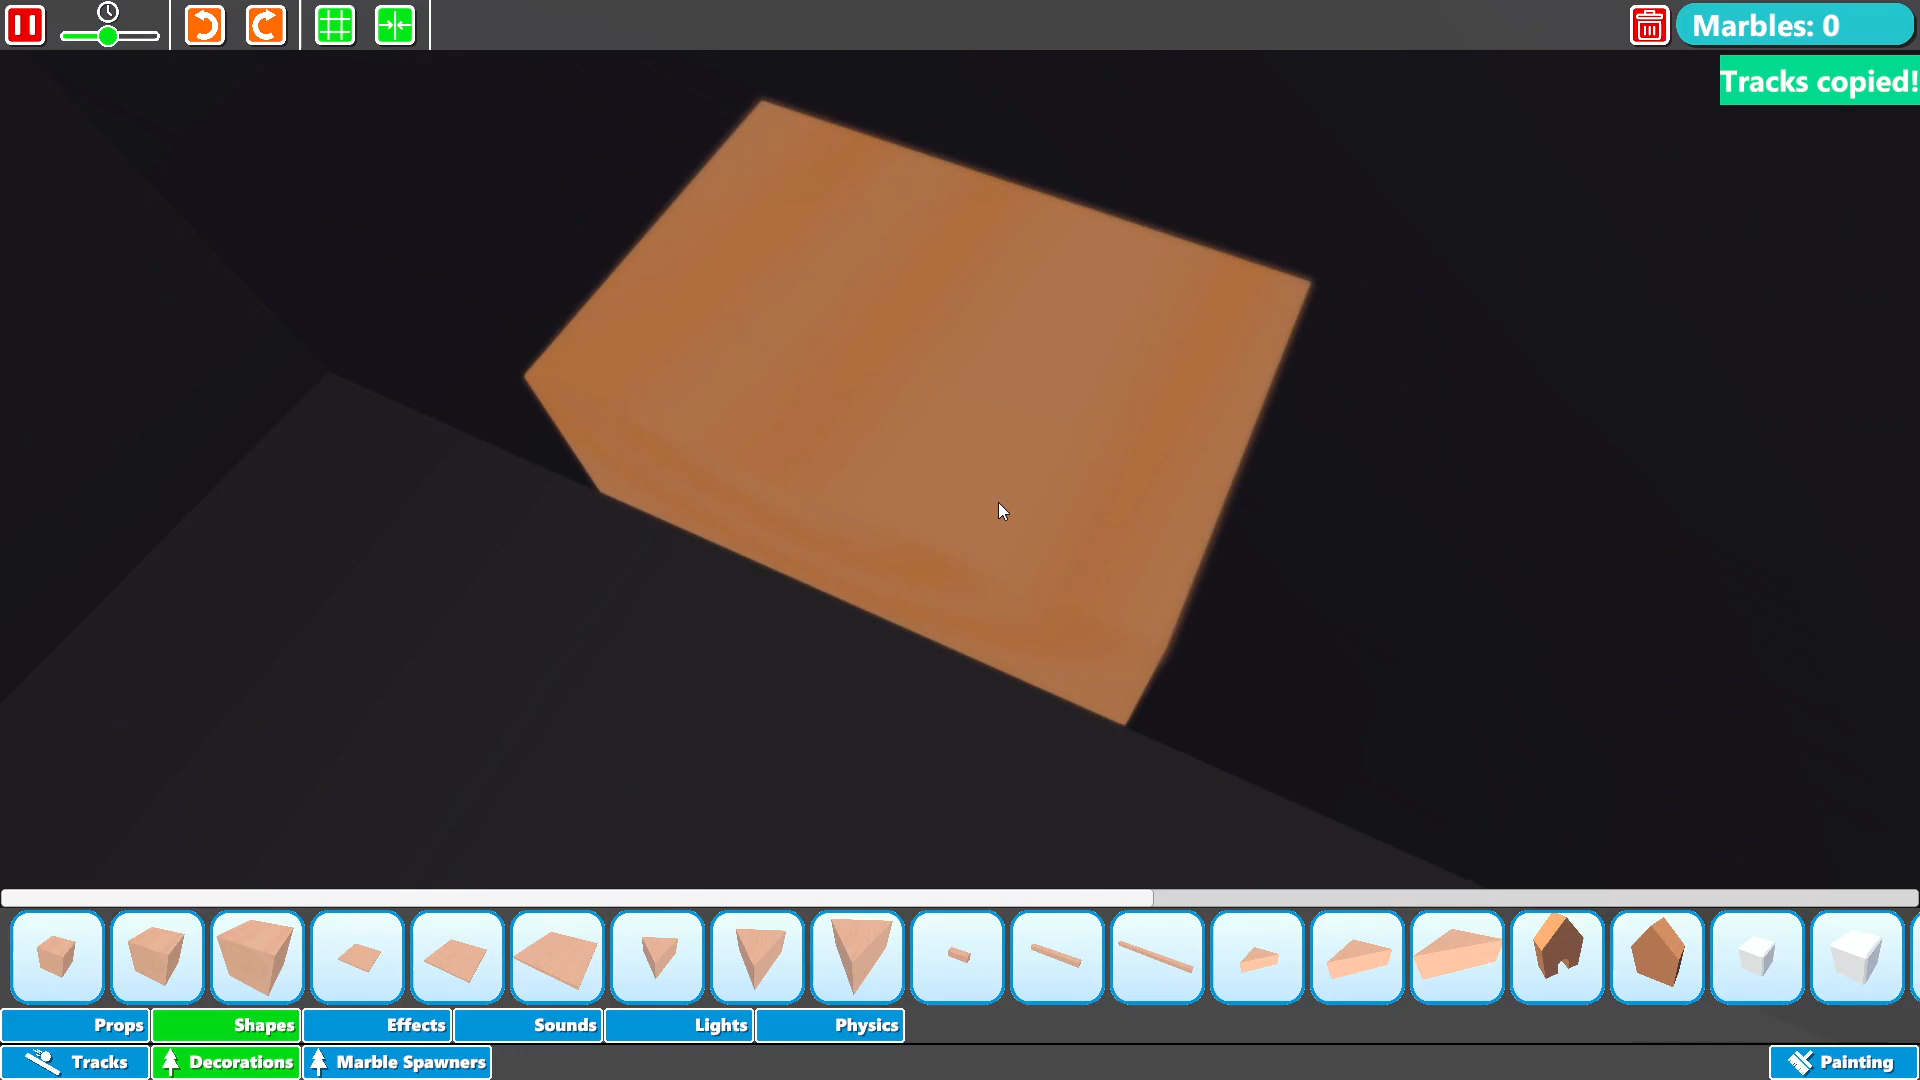 Marbles: 0
Tracks copied!
Props
Shapes
Effects
Sounds
Lights
Physics
Tracks
Decorations
Marble Spawners
Painting